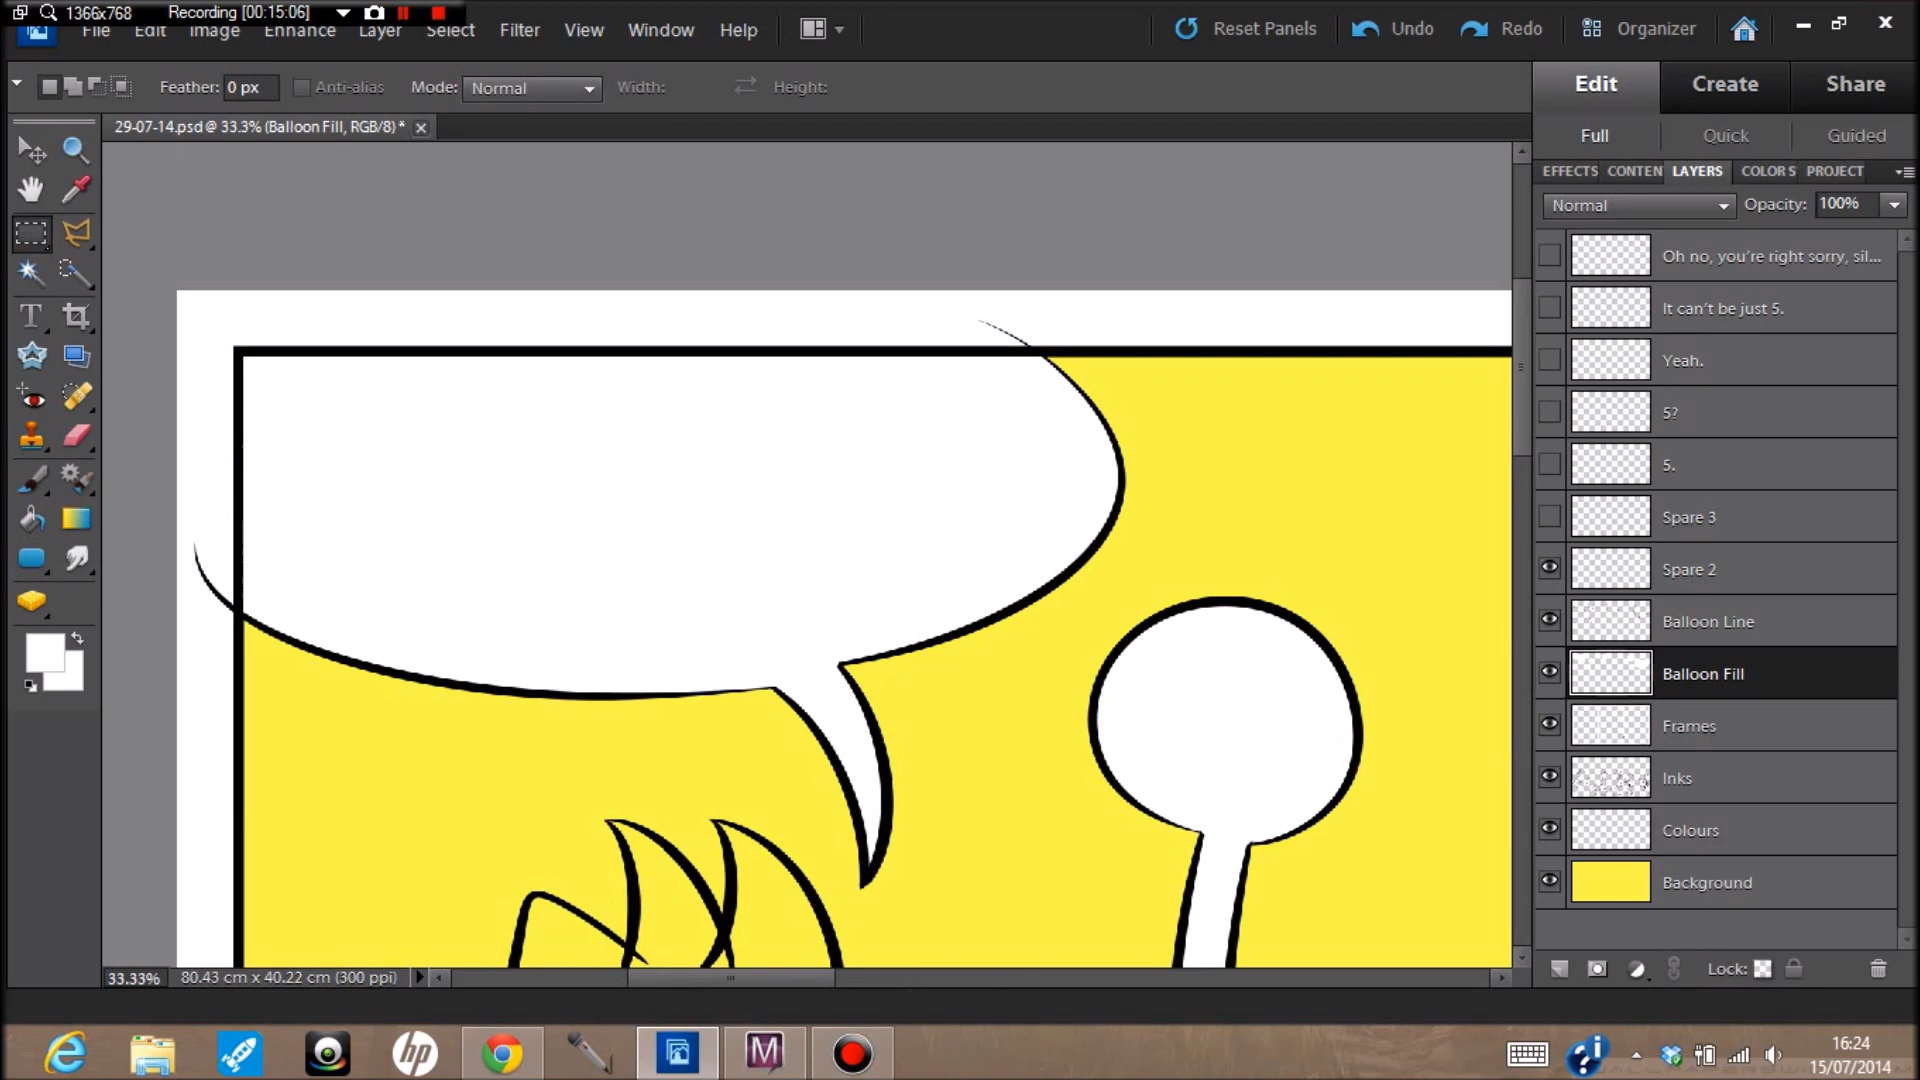 1366x768 Recording [00:15:06]
File Edit Image Enhance Layer Select Filter View Window Help Reset Panels Undo Redo Organizer
Feather: 0 px Anti-alias Mode: Normal Width: Height:
Edit Create Share
29-07-14.psd @ 33.3% (Balloon Fill, RGB/8) *
Full Quick Guided
EFFECTS CONTEN LAYERS COLORS PROJECT
Normal Opacity: 100%
Oh no, you're right sorry, sil...
It can't be just 5.
Yeah.
5?
5.
Spare 3
Spare 2
Balloon Line
Balloon Fill
Frames
Inks
Colours
Background
Lock:
33.33% 80.43 cm x 40.22 cm (300 ppi)
hp
M
16:24
15/07/2014